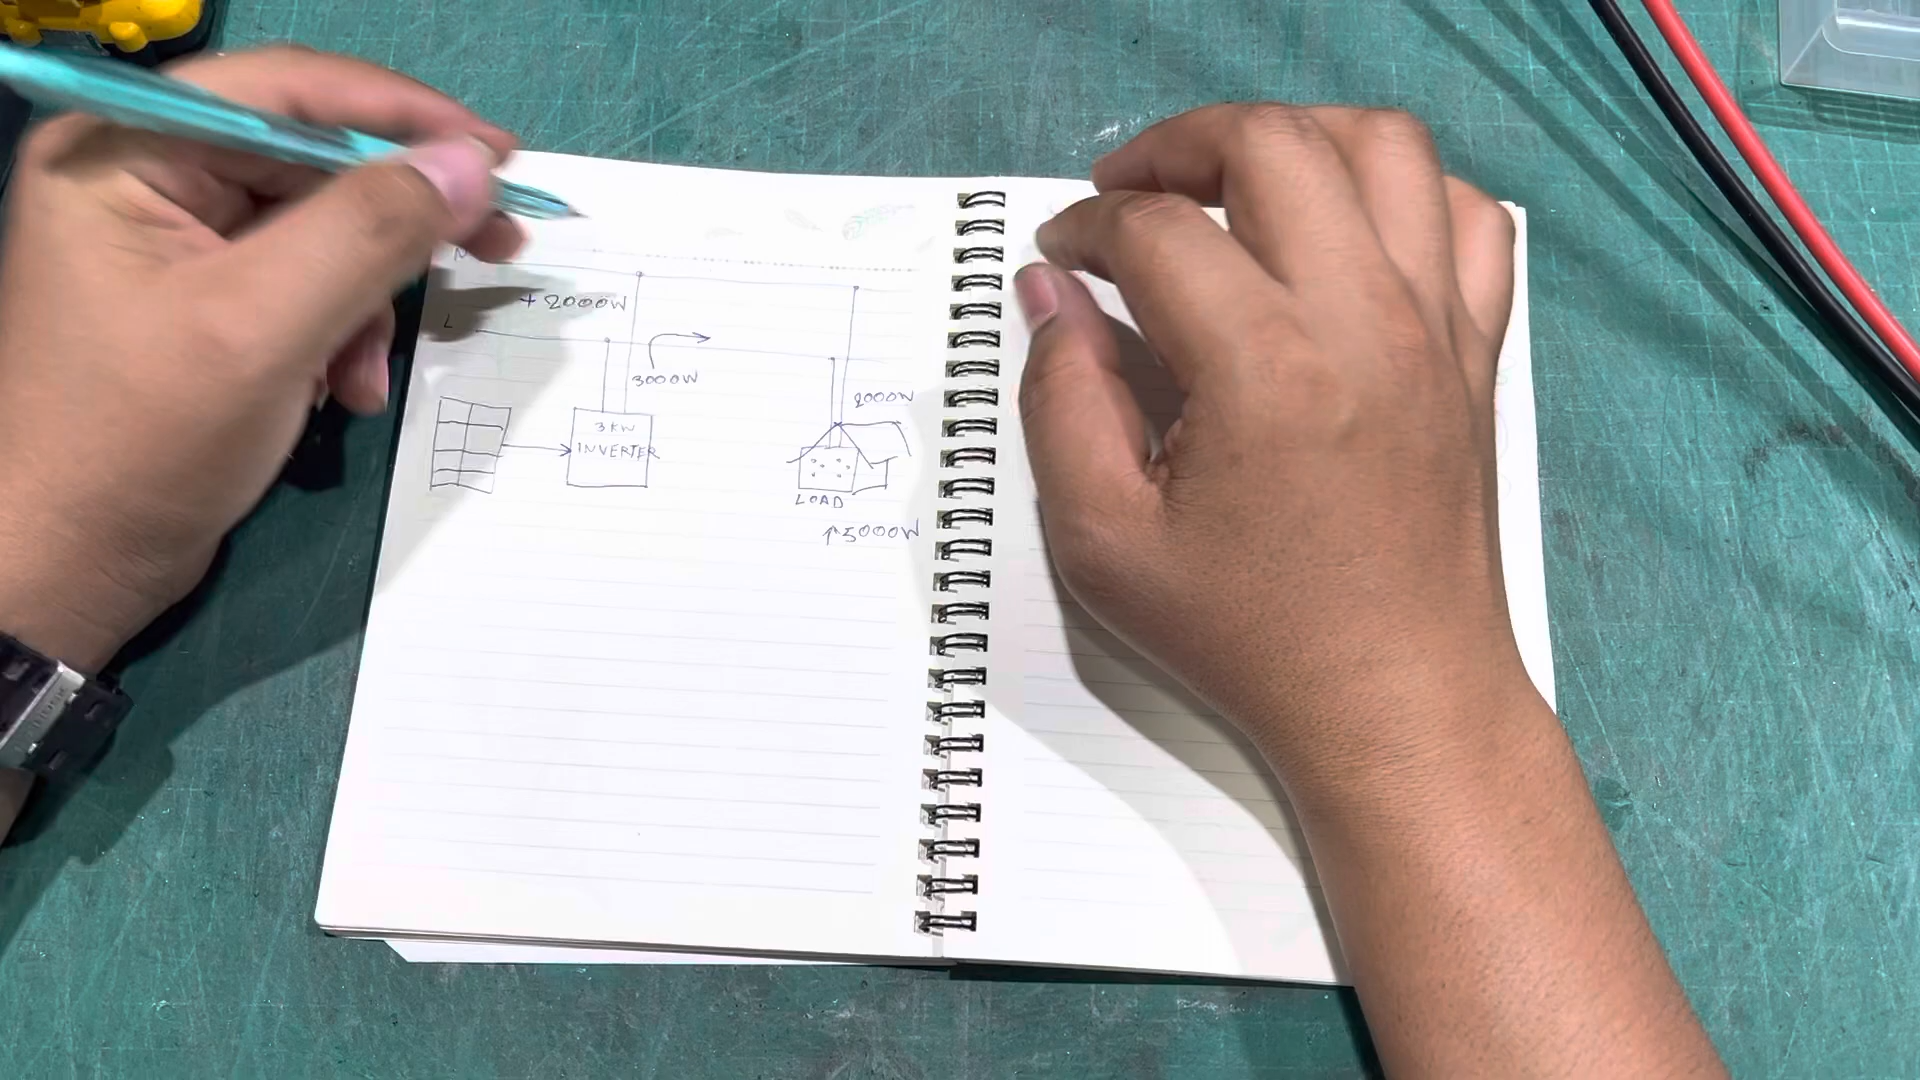 N
+ 2000W
L
3000W
2000W
3KW
INVERTER
LOAD
↑5000W